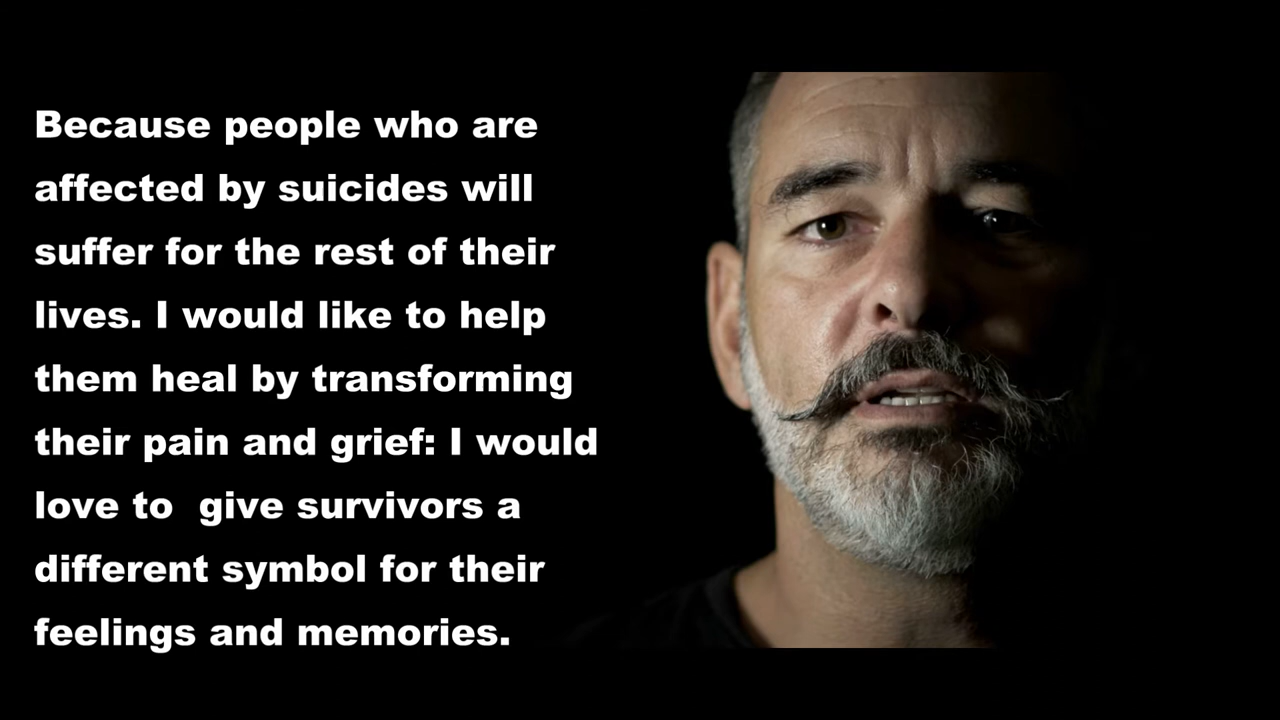 Because people who are
affected by suicides will
suffer for the rest of their
lives. I would like to help
them heal by transforming
their pain and grief: I would
love to  give survivors a
different symbol for their
feelings and memories.